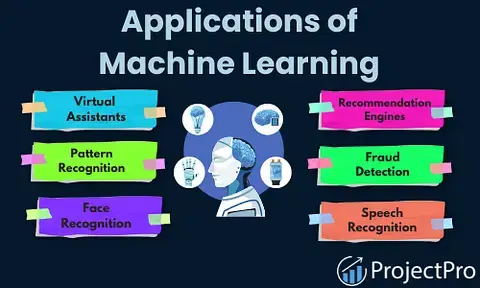 Applications of
Machine Learning
Virtual
Assistants
Pattern
Recognition
Face
Recognition
Recommendation
Engines
Fraud
Detection
Speech
Recognition
ProjectPro